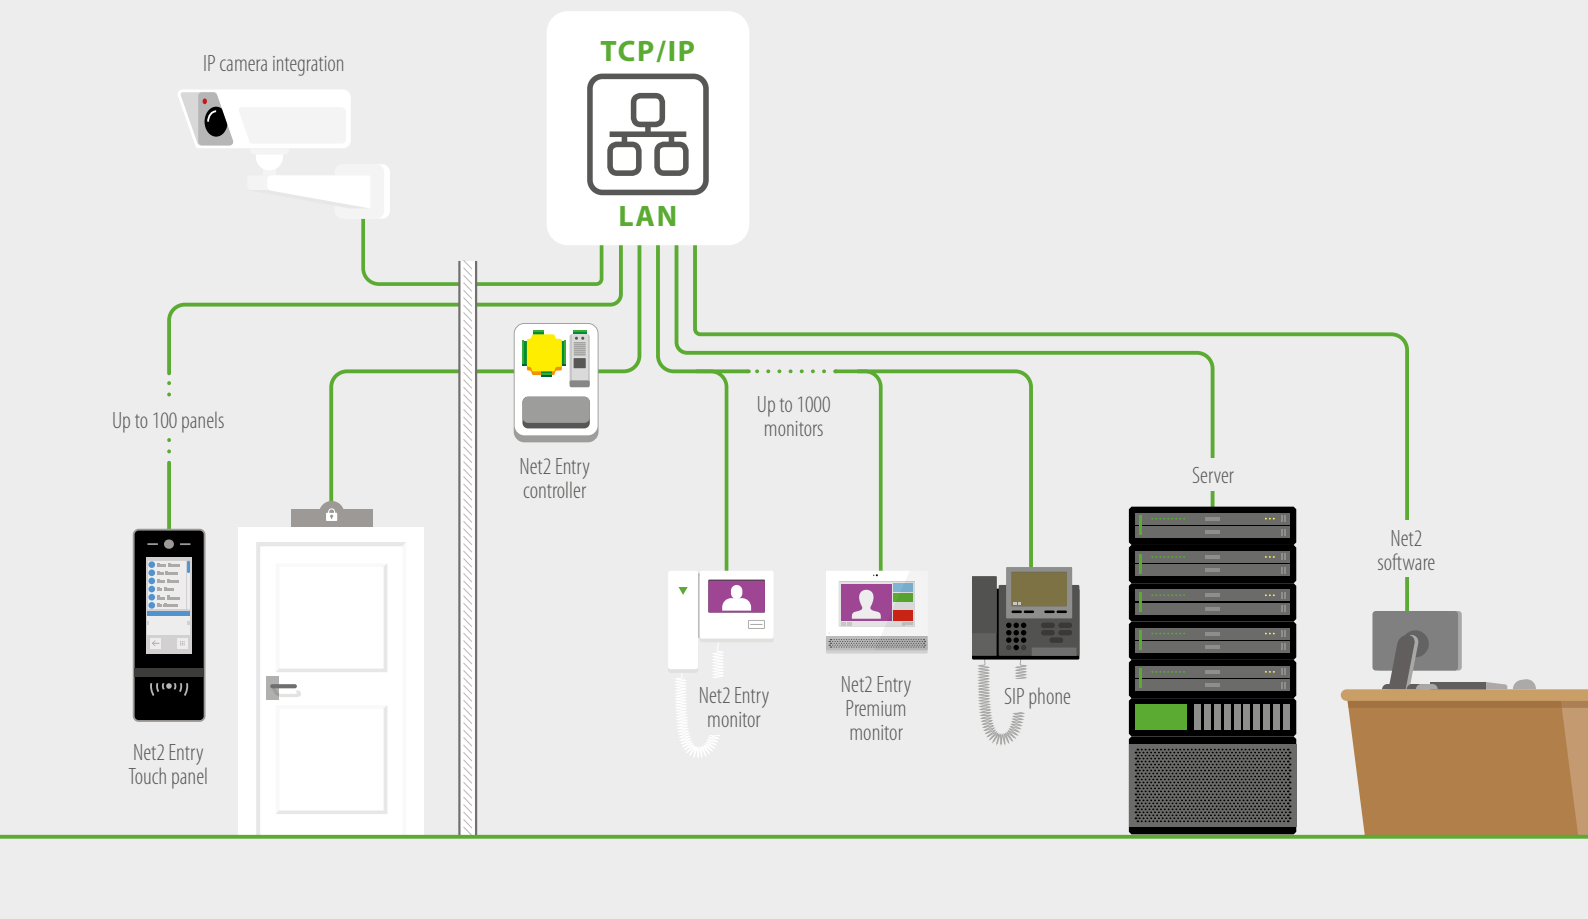 IP camera integration
TCP/IP
LAN
Up to 100 panels
Up to 1000
monitors
Net2 Entry
controller
Server
Net2
software
Net2 Entry
monitor
Net2 Entry
Premium
monitor
SIP phone
Net2 Entry
Touch panel